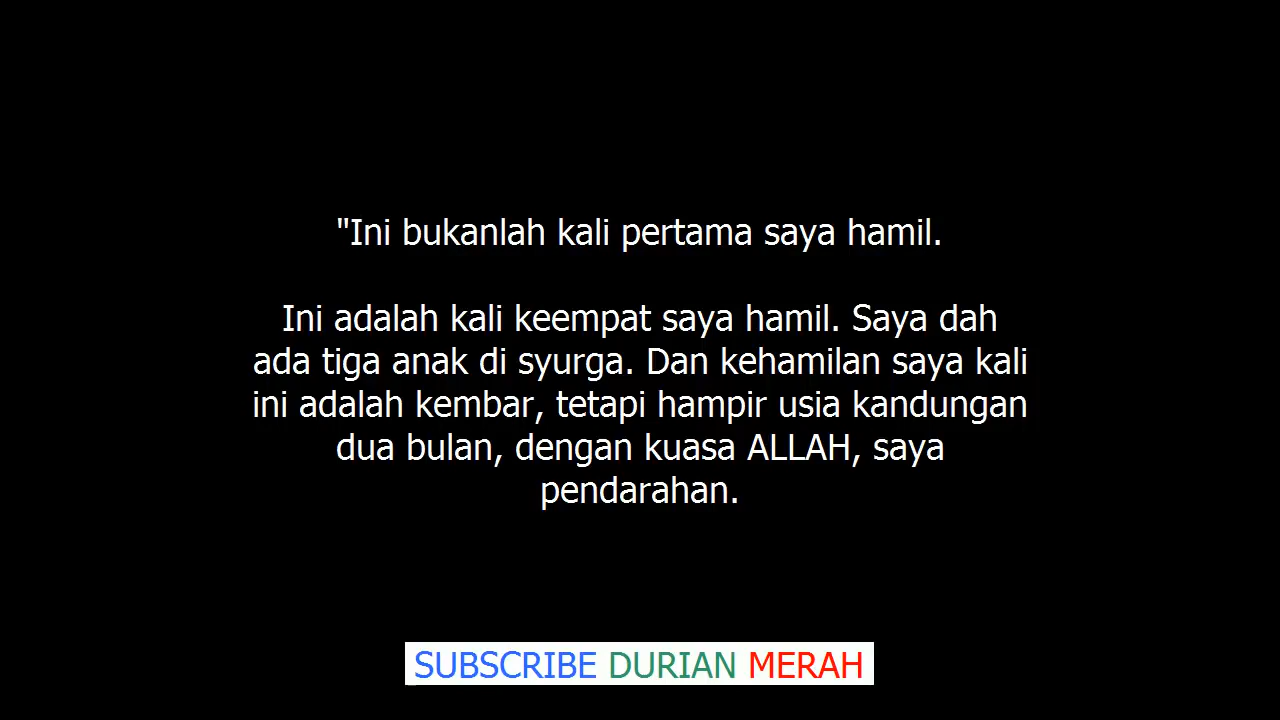 "Ini bukanlah kali pertama saya hamil.
Ini adalah kali keempat saya hamil. Saya dah
ada tiga anak di syurga. Dan kehamilan saya kali
ini adalah kembar, tetapi hampir usia kandungan
dua bulan, dengan kuasa ALLAH, saya
pendarahan.
SUBSCRIBE DURIAN MERAH